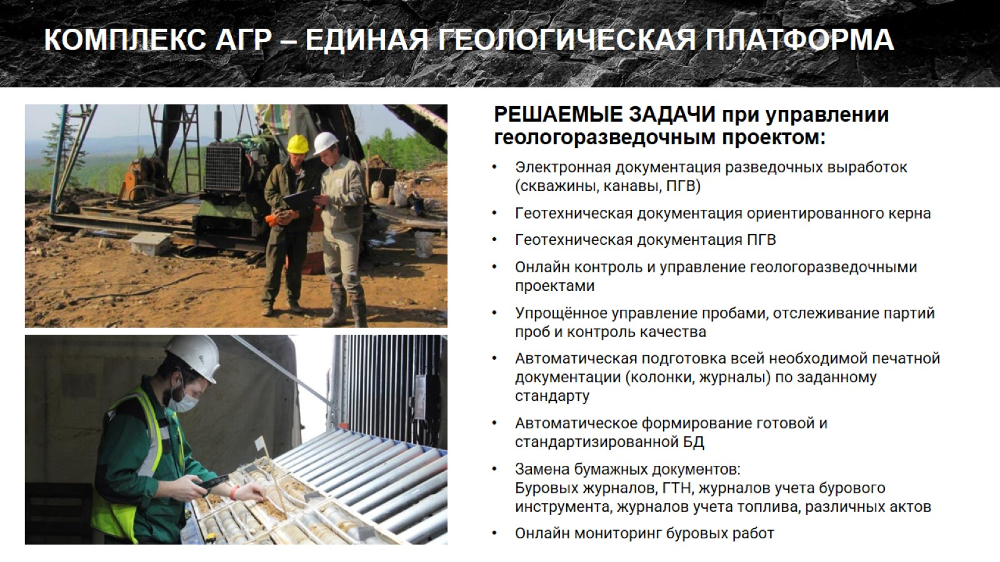 КОМПЛЕКС АГР – ЕДИНАЯ ГЕОЛОГИЧЕСКАЯ ПЛАТФОРМА
РЕШАЕМЫЕ ЗАДАЧИ при управлении
геологоразведочным проектом:
• Электронная документация разведочных выработок
(скважины, канавы, ПГВ)
• Геотехническая документация ориентированного керна
• Геотехническая документация ПГВ
• Онлайн контроль и управление геологоразведочными
проектами
• Упрощённое управление пробами, отслеживание партий
проб и контроль качества
• Автоматическая подготовка всей необходимой печатной
документации (колонки, журналы) по заданному
стандарту
• Автоматическое формирование готовой и
стандартизированной БД
• Замена бумажных документов:
Буровых журналов, ГТН, журналов учета бурового
инструмента, журналов учета топлива, различных актов
• Онлайн мониторинг буровых работ